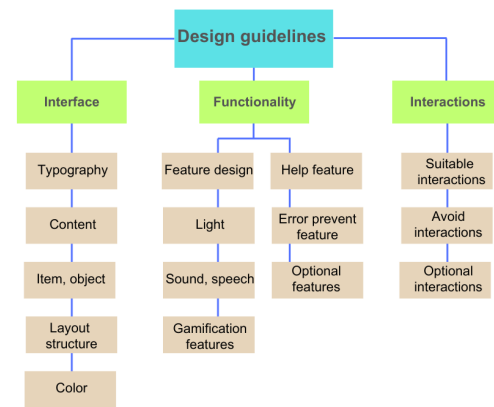 Design guidelines
Interface
Functionality
Interactions
Typography
Feature design
Help feature
Suitable
interactions
Content
Light
Error prevent
feature
Avoid
interactions
Item, object
Sound, speech
Optional
features
Optional
interactions
Layout
structure
Gamification
features
Color